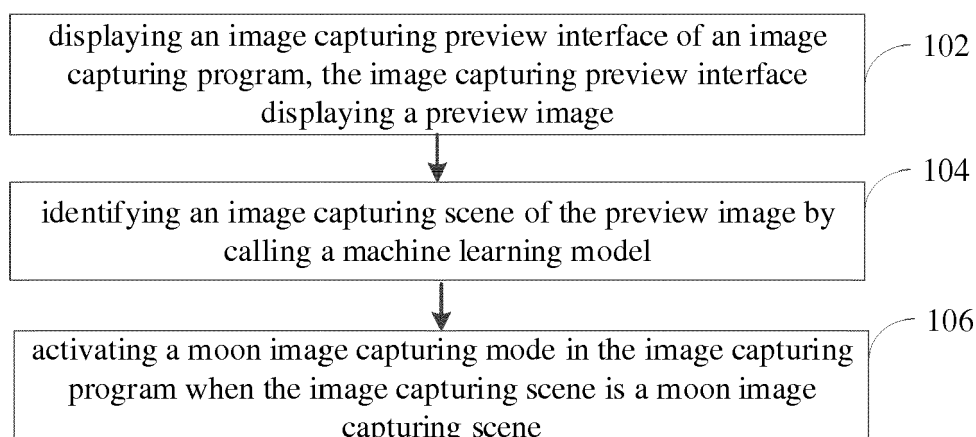 displaying an image capturing preview interface of an image
capturing program, the image capturing preview interface
displaying a preview image
102
identifying an image capturing scene of the preview image by
calling a machine learning model
104
activating a moon image capturing mode in the image capturing
program when the image capturing scene is a moon image
capturing scene
106